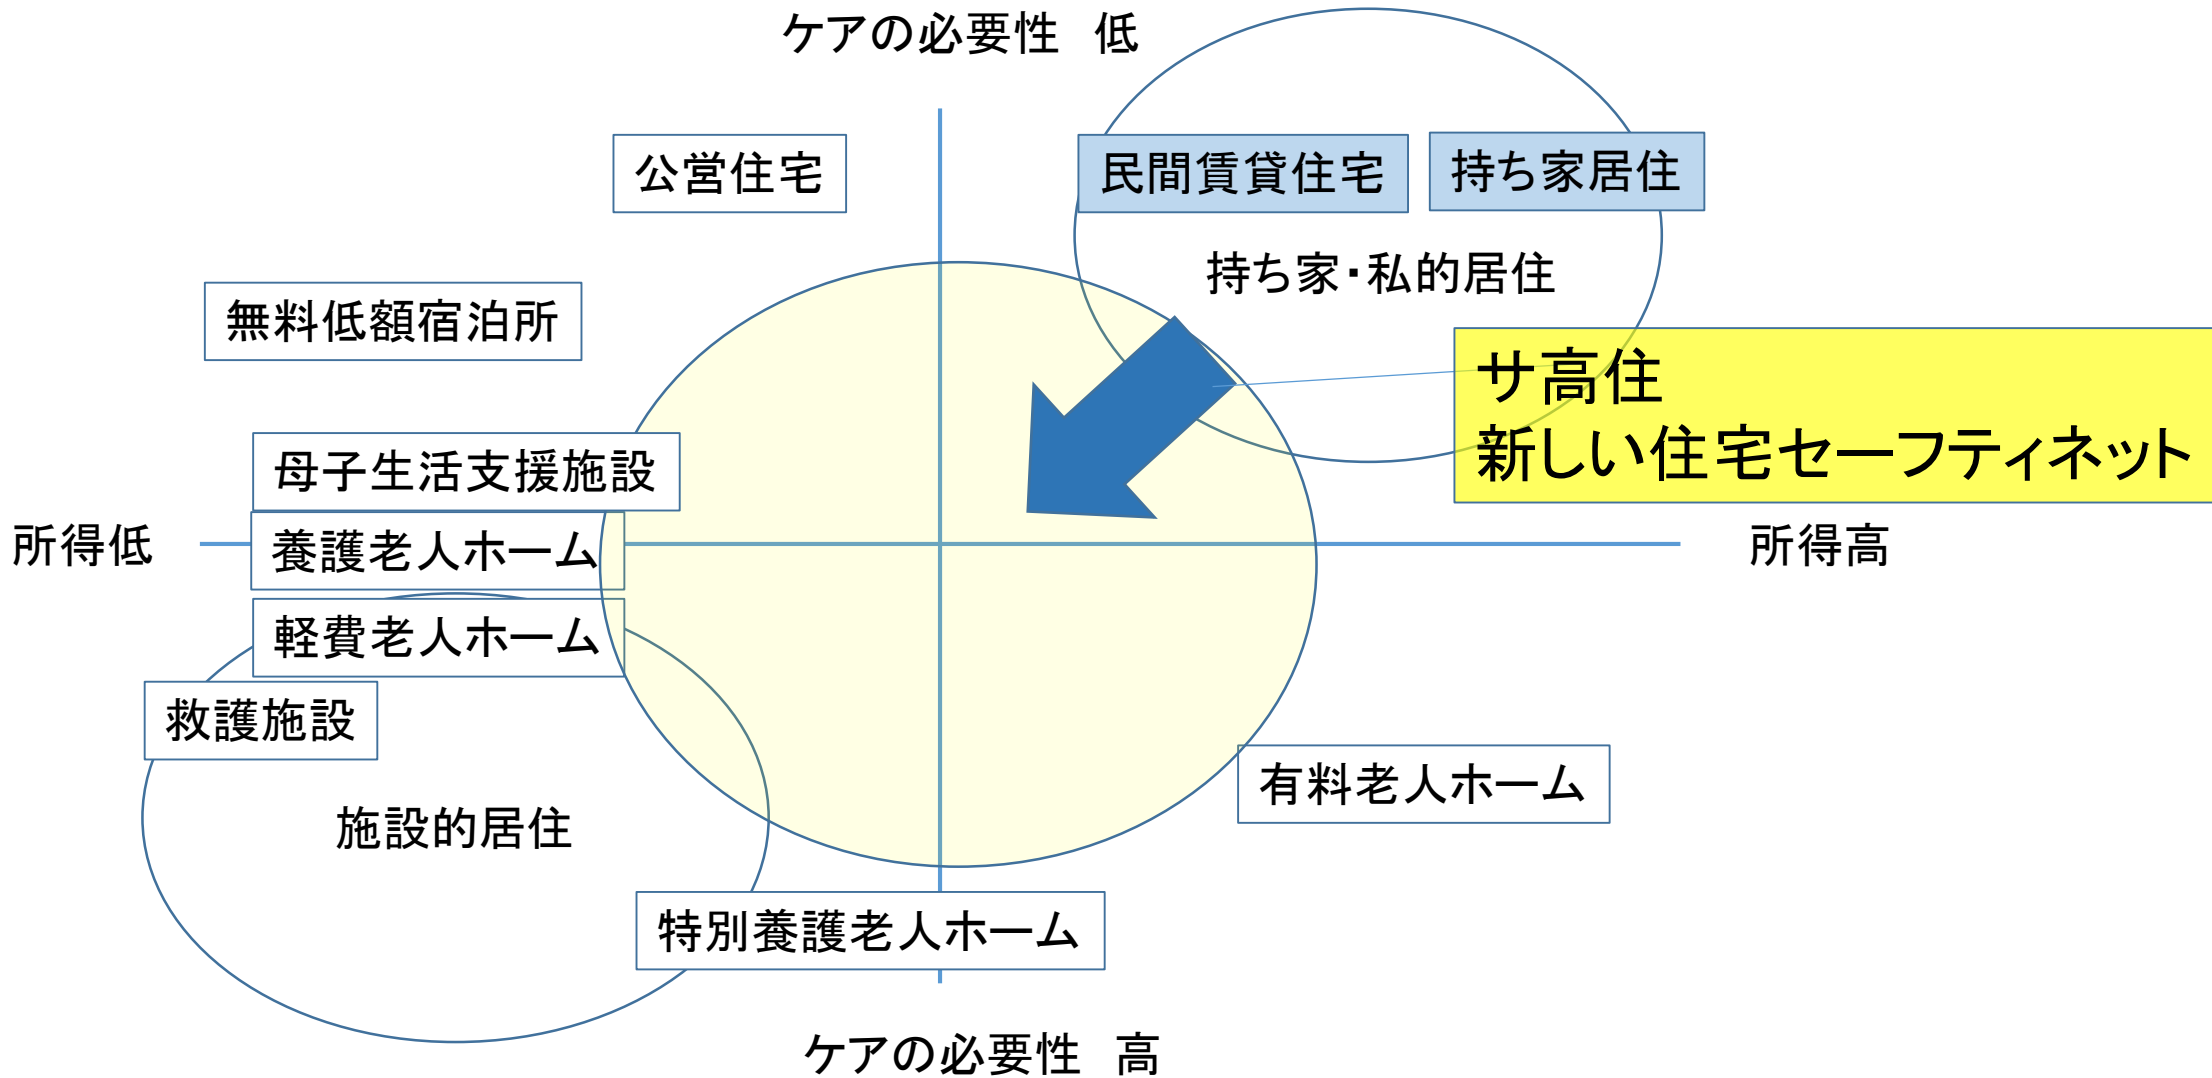 ケアの必要性　低
公営住宅
民間賃貸住宅
持ち家居住
持ち家・私的居住
無料低額宿泊所
サ高住
新しい住宅セーフティネット
母子生活支援施設
所得低
養護老人ホーム
所得高
軽費老人ホーム
救護施設
有料老人ホーム
施設的居住
特別養護老人ホーム
ケアの必要性　高